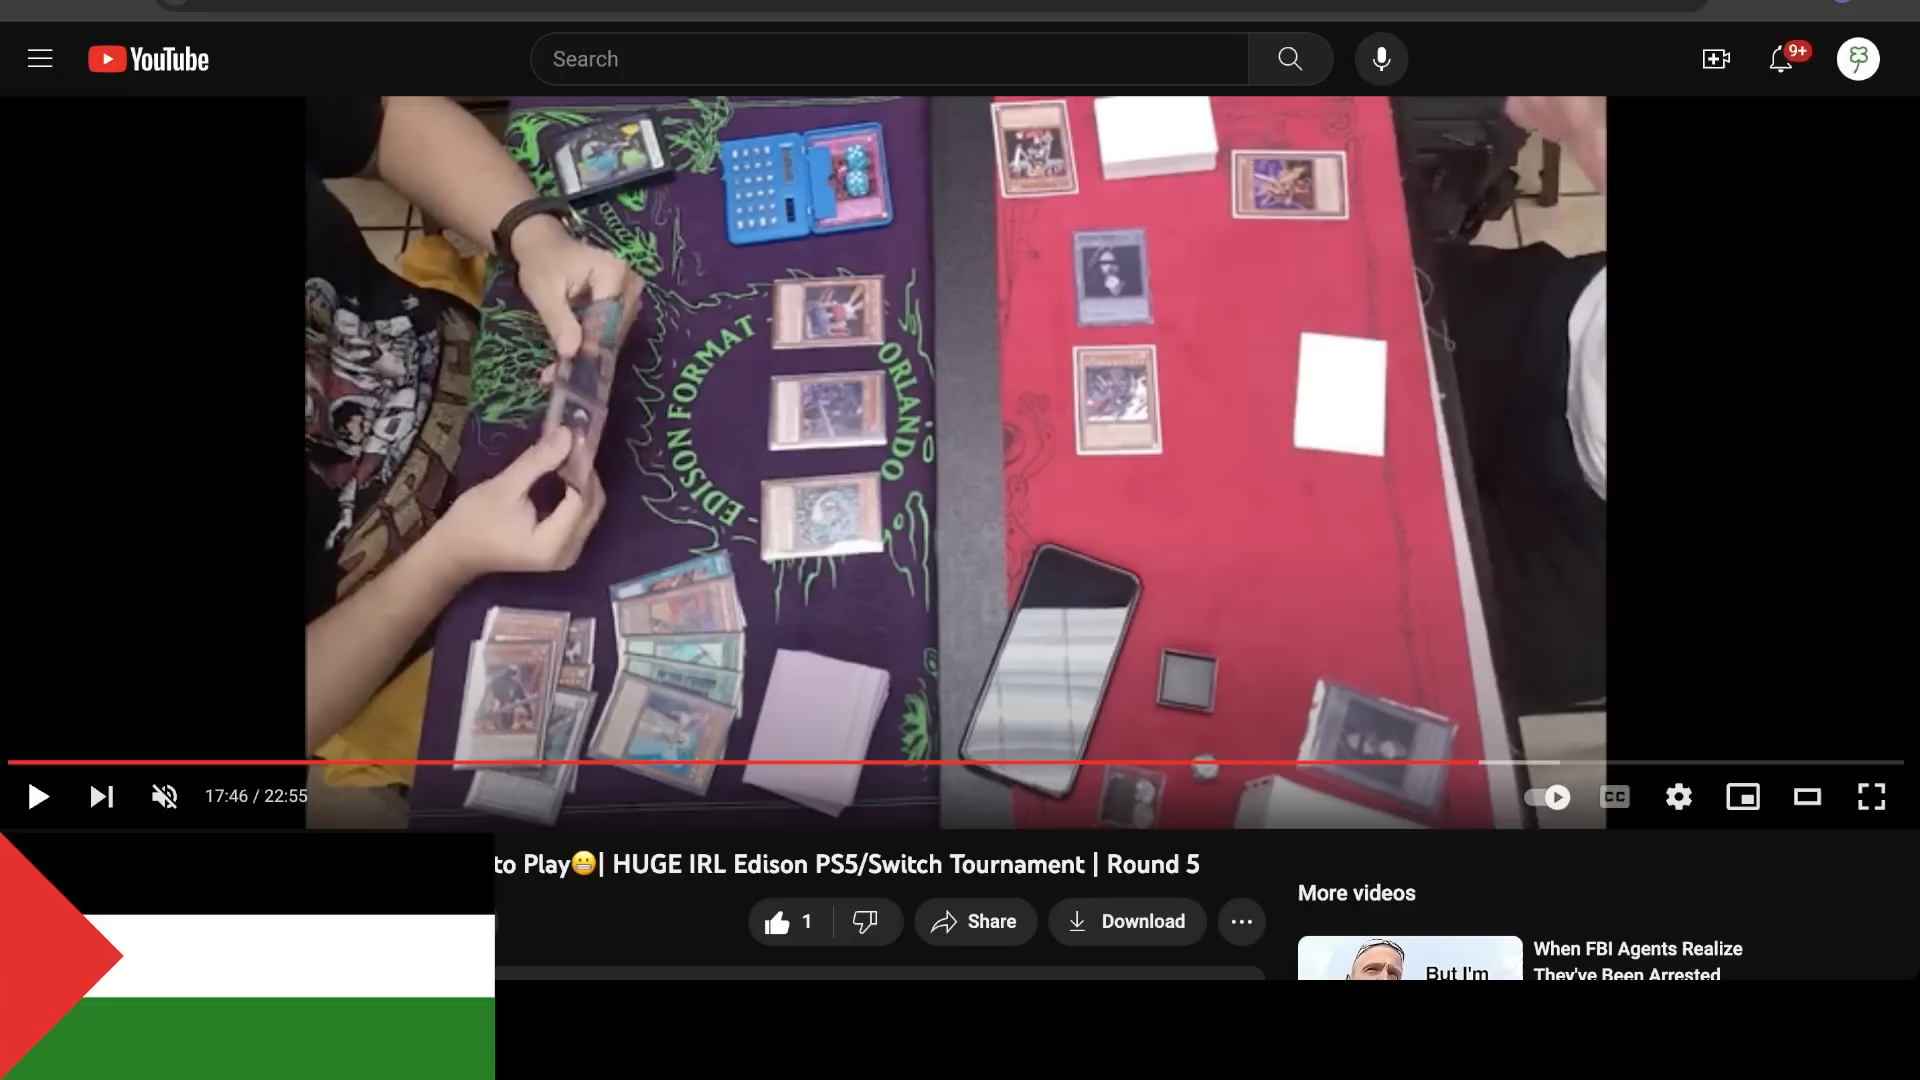 YouTube
Search
9+
EDISON FORMAT
ORLANDO
17:46 / 22:55
CC
to Play😬| HUGE IRL Edison PS5/Switch Tournament | Round 5
1
Share
Download
More videos
But I'm
When FBI Agents Realize
They've Been Arrested